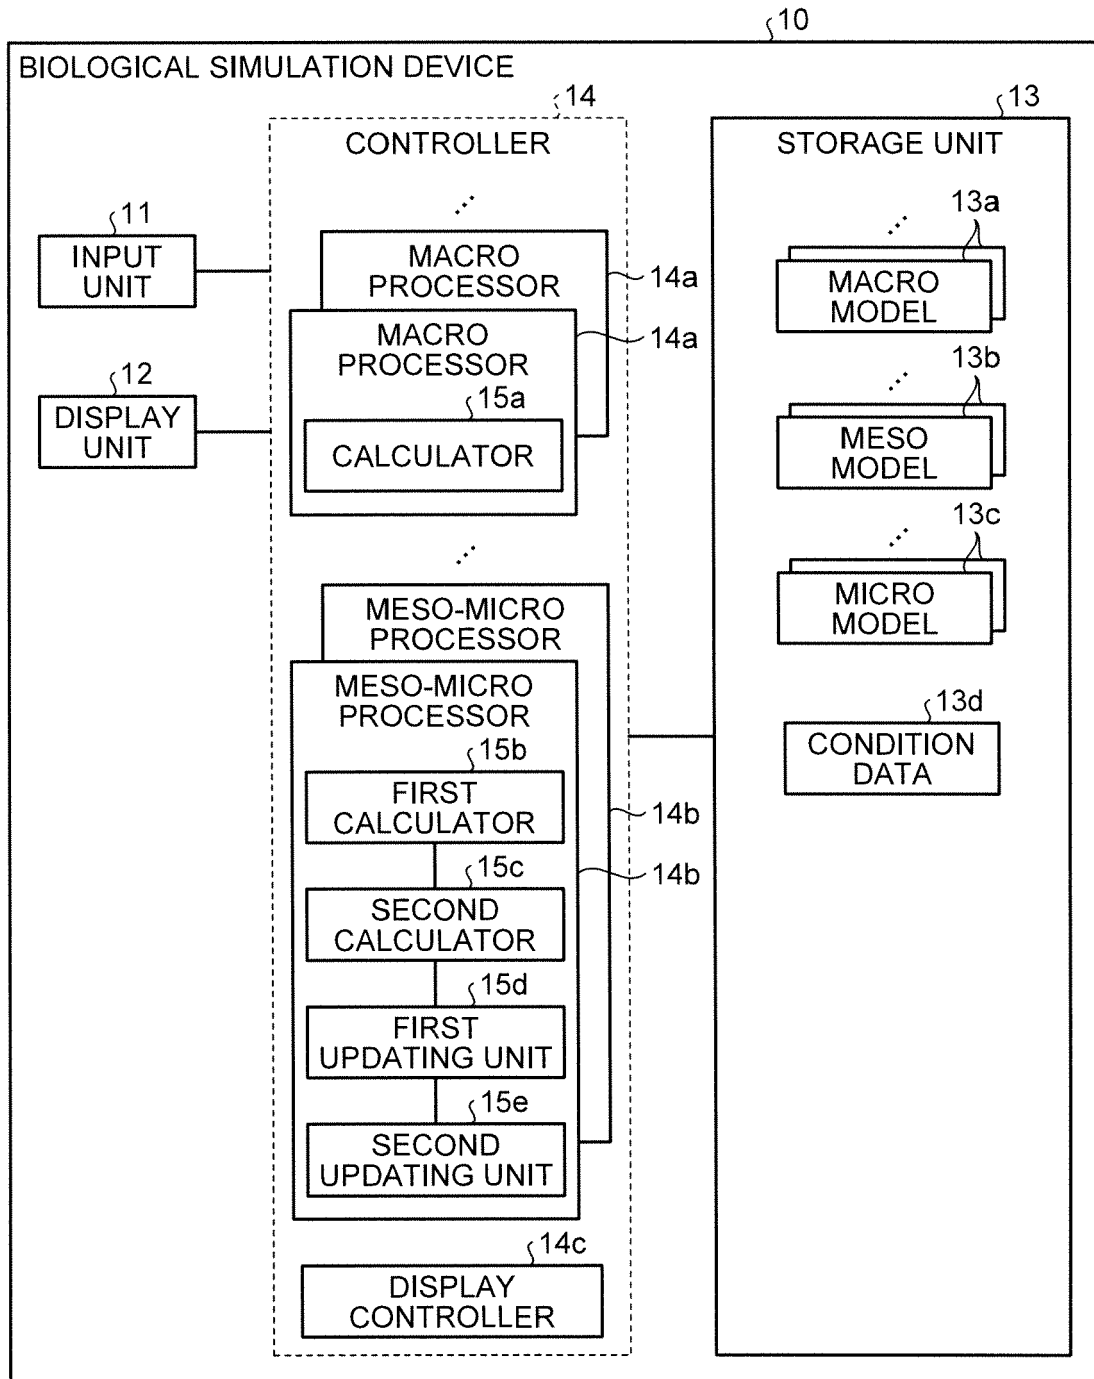 10
BIOLOGICAL SIMULATION DEVICE
14
CONTROLLER
11
INPUT
UNIT
12
DISPLAY
UNIT
MACRO
PROCESSOR
14a
MACRO
PROCESSOR
14a
15a
CALCULATOR
MESO-MICRO
PROCESSOR
14b
MESO-MICRO
PROCESSOR
14b
15b
FIRST
CALCULATOR
15c
SECOND
CALCULATOR
15d
FIRST
UPDATING UNIT
15e
SECOND
UPDATING UNIT
14c
DISPLAY
CONTROLLER
13
STORAGE UNIT
13a
MACRO
MODEL
13b
MESO
MODEL
13c
MICRO
MODEL
13d
CONDITION
DATA